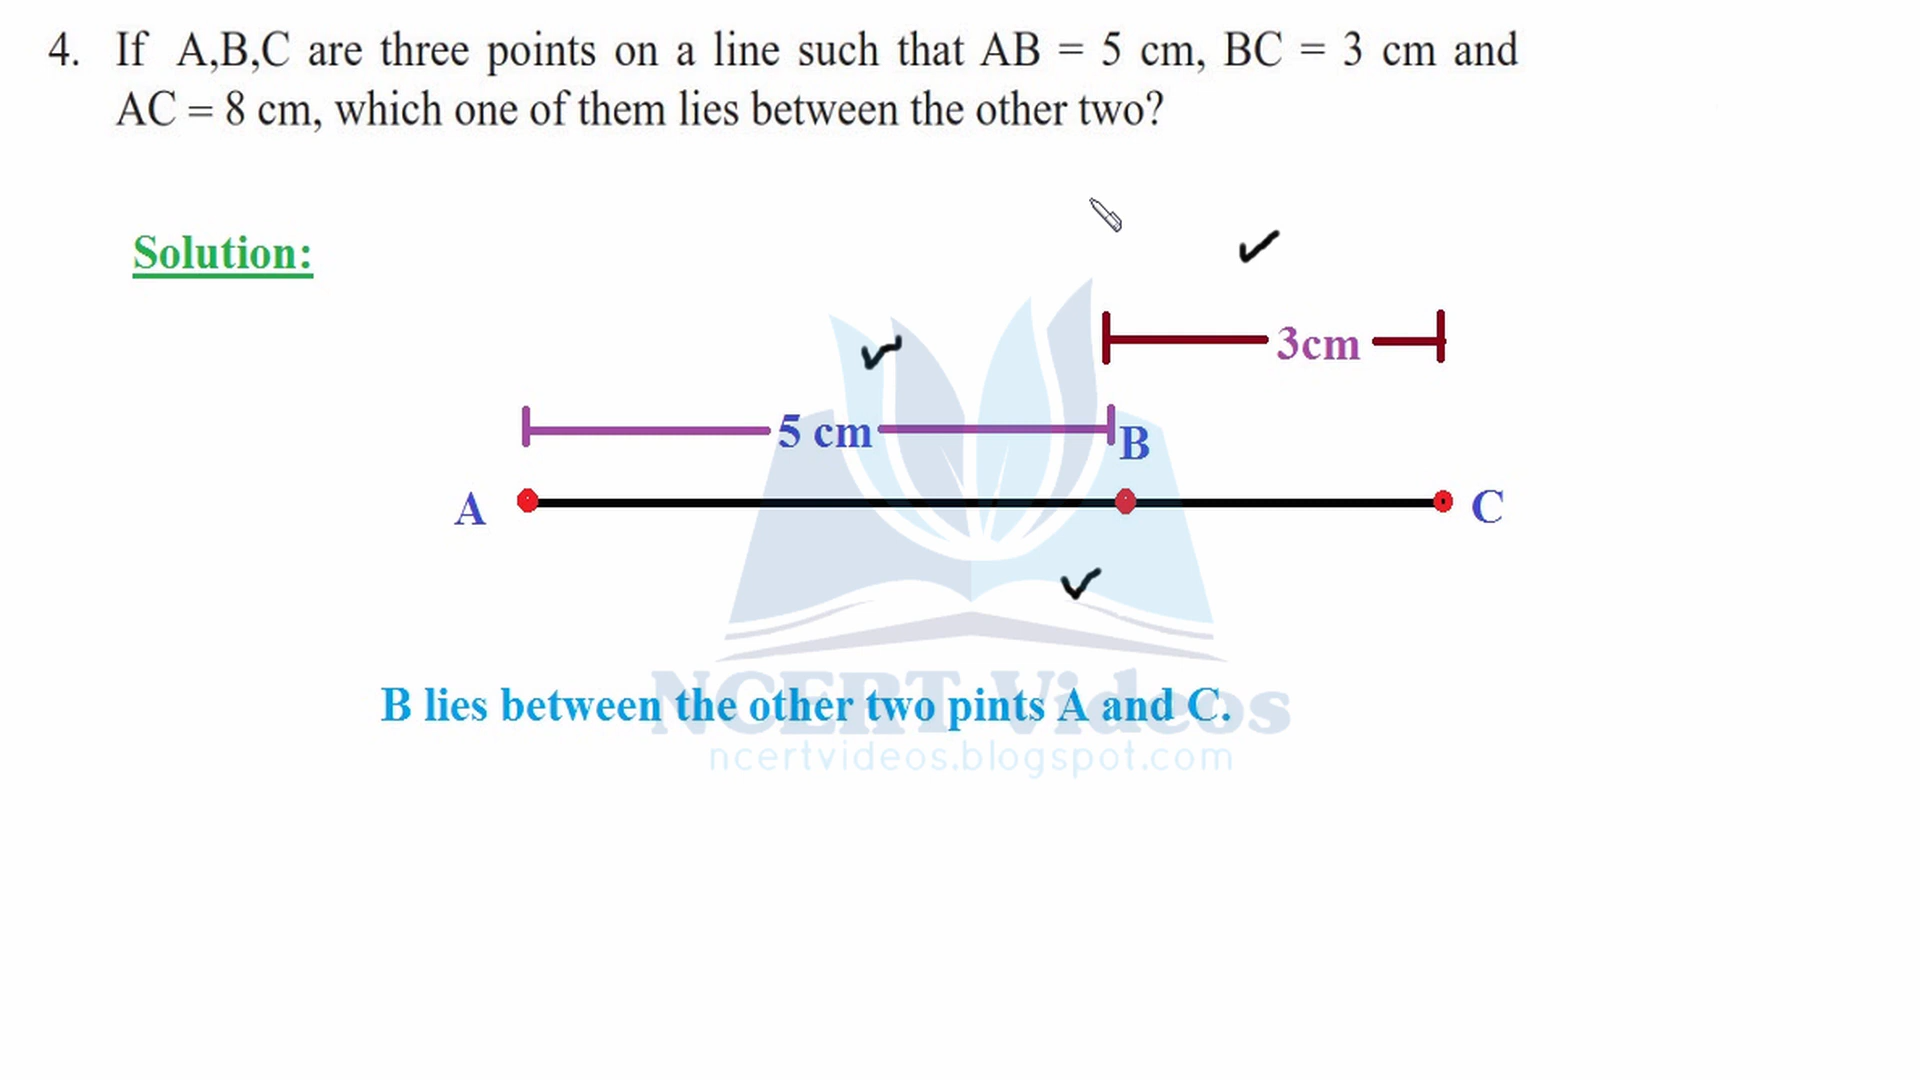 4. If A,B,C are three points on a line such that AB = 5 cm, BC = 3 cm and
AC = 8 cm, which one of them lies between the other two?
Solution:
3cm
5 cm
B
A
C
B lies between the other two pints A and C.
NCERT Videos
ncertvideos.blogspot.com